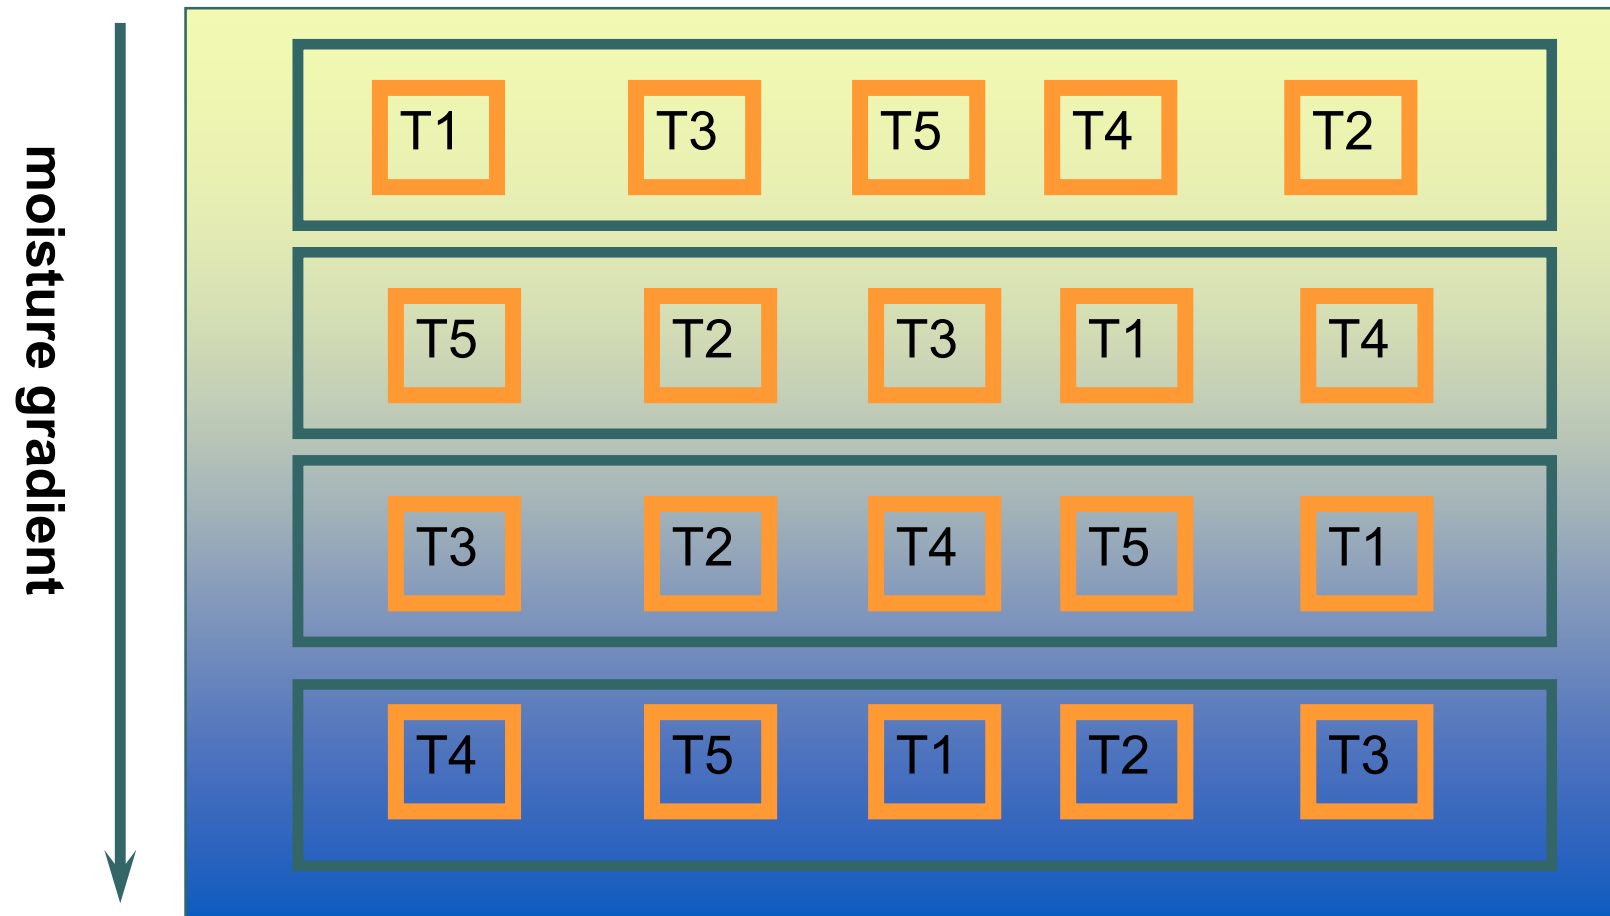 moisture gradient
T1 T3 T5 T4 T2
T5 T2 T3 T1 T4
T3 T2 T4 T5 T1
T4 T5 T1 T2 T3